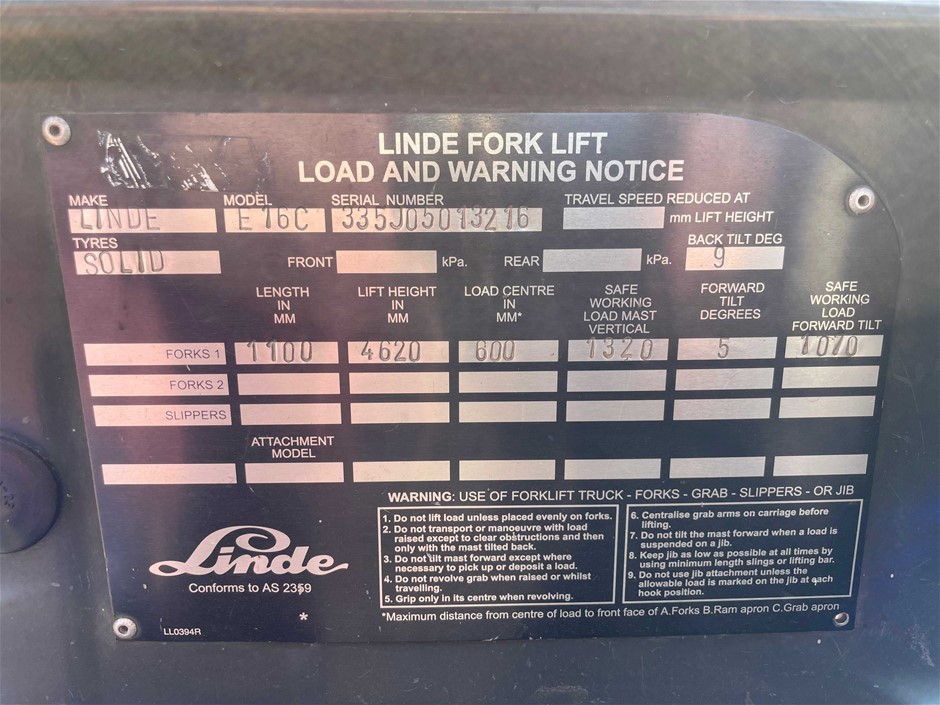 LINDE FORK LIFT
LOAD AND WARNING NOTICE
MAKE MODEL SERIAL NUMBER TRAVEL SPEED REDUCED AT
LINDE E16C 335J05013216 mm LIFT HEIGHT
TYRES BACK TILT DEG
SOLID FRONT kPa. REAR kPa. 9
LENGTH IN MM
LIFT HEIGHT IN MM
LOAD CENTRE IN MM*
SAFE WORKING LOAD MAST VERTICAL
FORWARD TILT DEGREES
SAFE WORKING LOAD FORWARD TILT
FORKS 1 1100 4620 600 1320 5 1070
FORKS 2
SLIPPERS
ATTACHMENT
MODEL
WARNING: USE OF FORKLIFT TRUCK - FORKS - GRAB - SLIPPERS - OR JIB
1. Do not lift load unless placed evenly on forks.
2. Do not transport or manoeuvre with load
raised except to clear obstructions and then
only with the mast tilted back.
3. Do not tilt mast forward except where
necessary to pick up or deposit a load.
4. Do not revolve grab when raised or whilst
travelling.
5. Grip only in its centre when revolving.
6. Centralise grab arms on carriage before
lifting.
7. Do not tilt the mast forward when a load is
suspended on a jib.
8. Keep jib as low as possible at all times by
using minimum length slings or lifting bar.
9. Do not use jib attachment unless the
allowable load is marked on the jib at each
hook position.
*Maximum distance from centre of load to front face of A.Forks B.Ram apron C.Grab apron
Linde
Conforms to AS 2359
*
LL0394R